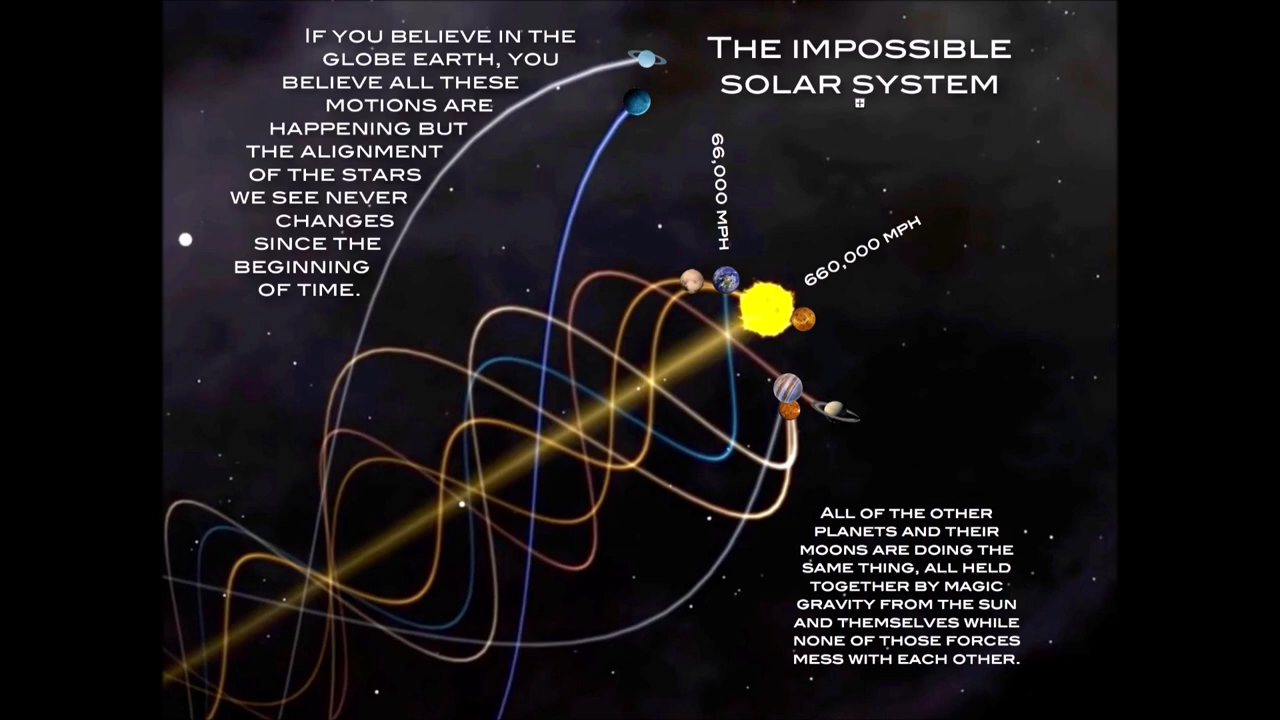 IF YOU BELIEVE IN THE
GLOBE EARTH, YOU
BELIEVE ALL THESE
MOTIONS ARE
HAPPENING BUT
THE ALIGNMENT
OF THE STARS
WE SEE NEVER
CHANGES
SINCE THE
BEGINNING
OF TIME.
THE IMPOSSIBLE
SOLAR SYSTEM
66,000 MPH
660,000 MPH
ALL OF THE OTHER
PLANETS AND THEIR
MOONS ARE DOING THE
SAME THING, ALL HELD
TOGETHER BY MAGIC
GRAVITY FROM THE SUN
AND THEMSELVES WHILE
NONE OF THOSE FORCES
MESS WITH EACH OTHER.